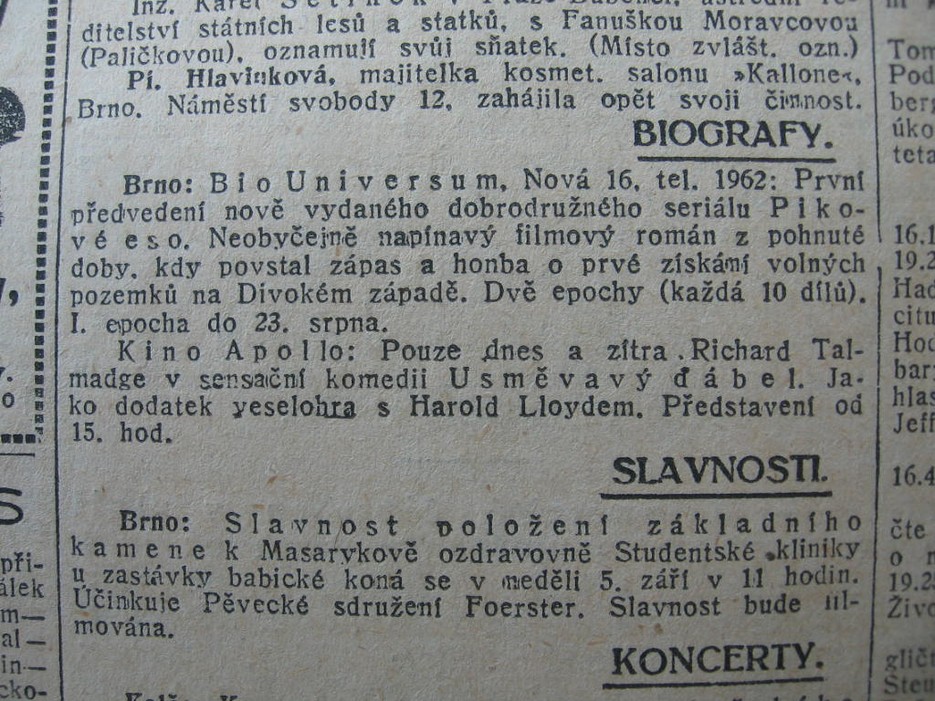 ditelství státních lesů a statků, s Fanuškou Moravcovou
(Paličkovou), oznamují svůj sňatek. (Místo zvlášt. ozn.)
Pí. Hlavinková, majitelka kosmet. salonu »Kallone«,
Brno. Náměstí svobody 12, zahájila opět svoji činnost.
BIOGRAFY.
Brno: Bio Universum, Nová 16, tel. 1962: První
předvedení nově vydaného dobrodružného seriálu Piko-
vé eso. Neobyčejně napínavý filmový román z pohnuté
doby, kdy povstal zápas a honba o prvé získání volných
pozemků na Divokém západě. Dvě epochy (každá 10 dílů).
I. epocha do 23. srpna.
Kino Apollo: Pouze dnes a zítra Richard Tal-
madge v sensační komedii Usměvavý ďábel. Ja-
ko dodatek veselohra s Harold Lloydem. Představení od
15. hod.
SLAVNOSTI.
Brno: Slavnost položení základního
kamene k Masarykově ozdravovně Studentské kliniky
u zastávky babické koná se v neděli 5. září v 11 hodin.
Účinkuje Pěvecké sdružení Foerster. Slavnost bude fil-
mována.
KONCERTY.